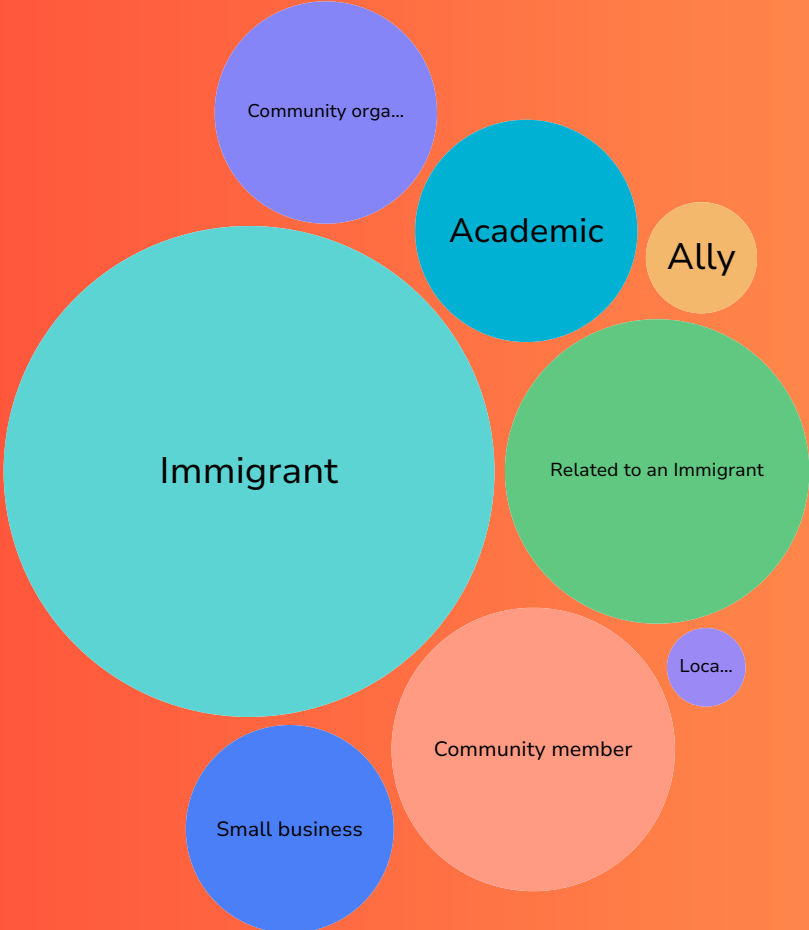 Community orga...
Academic
Ally
Immigrant
Related to an Immigrant
Loca...
Community member
Small business